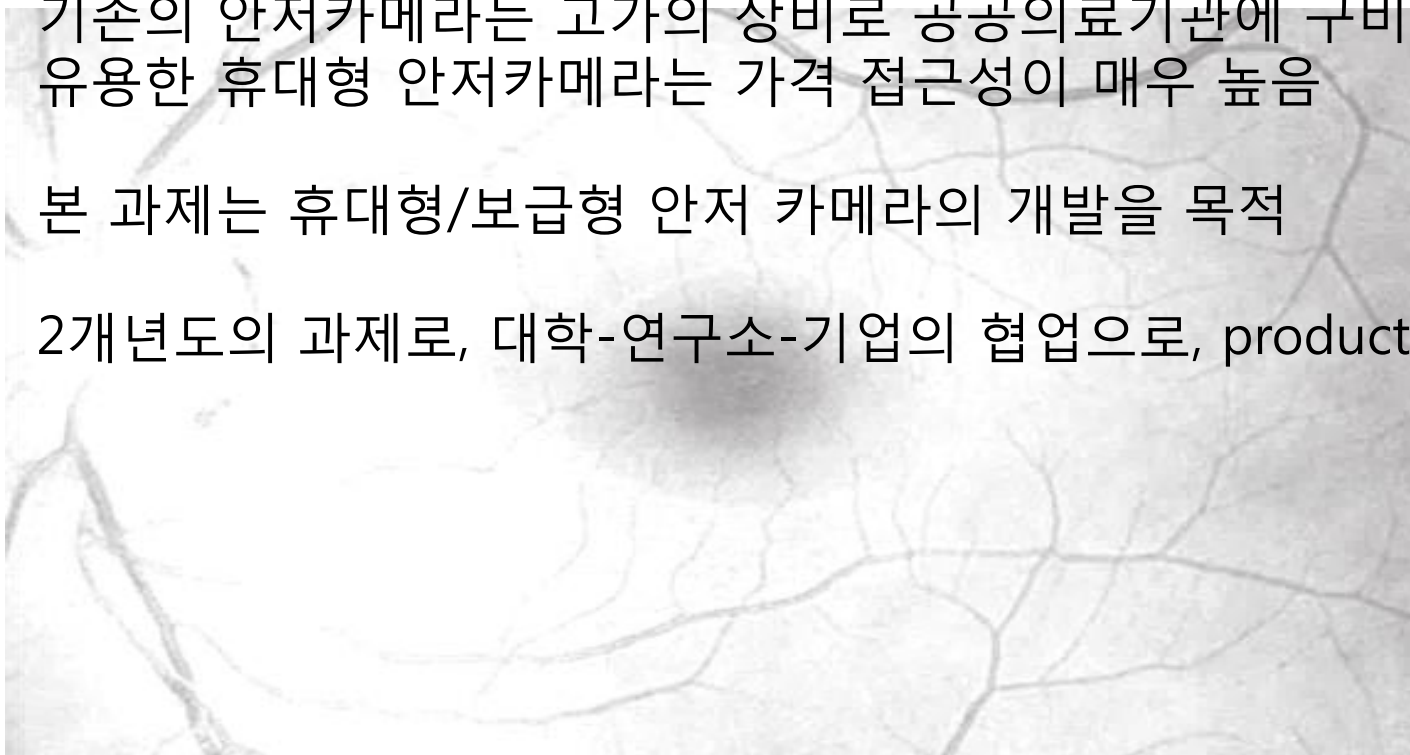 기존의 안저카메라는 고가의 장비로 공공의료기관에 구비
유용한 휴대형 안저카메라는 가격 접근성이 매우 높음
본 과제는 휴대형/보급형 안저 카메라의 개발을 목적
2개년도의 과제로, 대학-연구소-기업의 협업으로, product